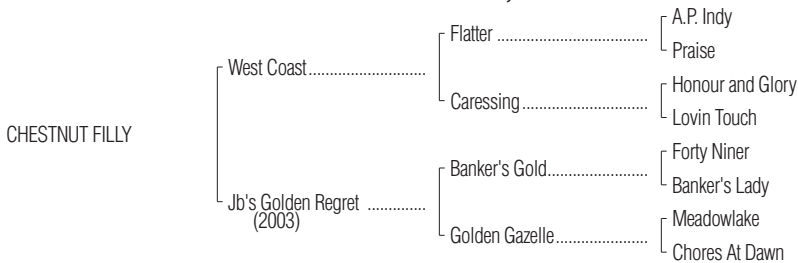 A.P. Indy
Flatter ........................................
Praise
West Coast..............................
Honour and Glory
Caressing.................................
Lovin Touch
CHESTNUT FILLY
Forty Niner
Banker's Gold..........................
Banker's Lady
Jb's Golden Regret ...............
(2003)
Meadowlake
Golden Gazelle........................
Chores At Dawn